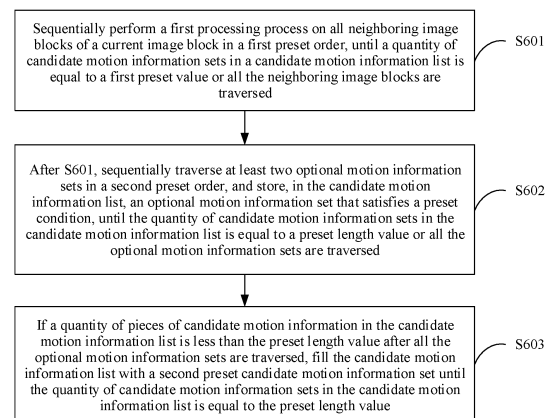 Sequentially perform a first processing process on all neighboring image
blocks of a current image block in a first preset order, until a quantity of
candidate motion information sets in a candidate motion information list is
equal to a first preset value or all the neighboring image blocks are
traversed
S601
After S601, sequentially traverse at least two optional motion information
sets in a second preset order, and store, in the candidate motion
information list, an optional motion information set that satisfies a preset
condition, until the quantity of candidate motion information sets in the
candidate motion information list is equal to a preset length value or all the
optional motion information sets are traversed
S602
If a quantity of pieces of candidate motion information in the candidate
motion information list is less than the preset length value after all the
optional motion information sets are traversed, fill the candidate motion
information list with a second preset candidate motion information set until
the quantity of candidate motion information sets in the candidate motion
information list is equal to the preset length value
S603